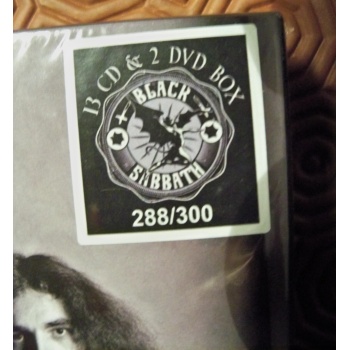 13 CD & 2 DVD BOX
BLACK
SABBATH
288/300